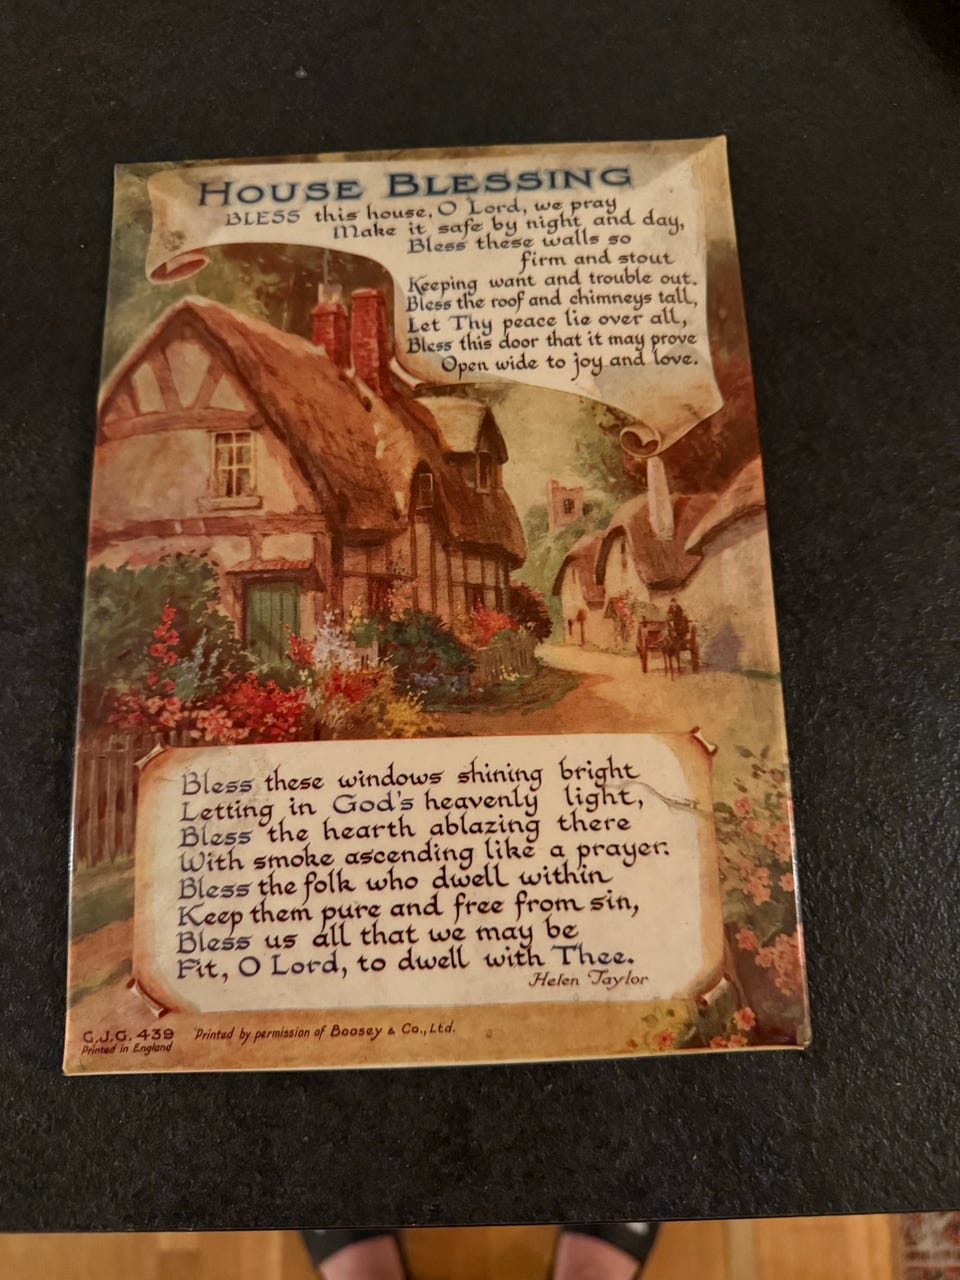 HOUSE BLESSING
BLESS this house, O Lord, we pray
Make it safe by night and day,
Bless these walls so
firm and stout
Keeping want and trouble out.
Bless the roof and chimneys tall,
Let Thy peace lie over all,
Bless this door that it may prove
Open wide to joy and love.
Bless these windows shining bright
Letting in God's heavenly light,
Bless the hearth ablazing there
With smoke ascending like a prayer.
Bless the folk who dwell within
Keep them pure and free from sin,
Bless us all that we may be
Fit, O Lord, to dwell with Thee.
Helen Taylor
C.J.G. 439 Printed by permission of Boosey & Co., Ltd.
Printed in England